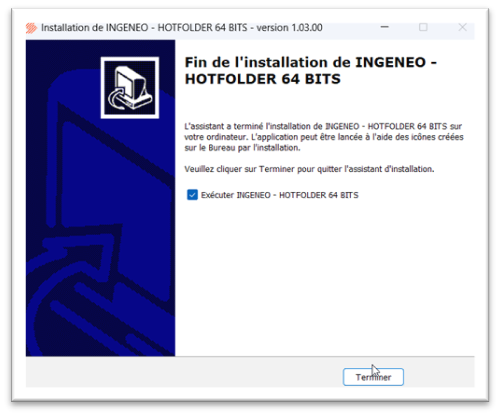 Installation de INGENEO - HOTFOLDER 64 BITS - version 1.03.00
Fin de l'installation de INGENEO -
HOTFOLDER 64 BITS
L'assistant a terminé l'installation de INGENEO - HOTFOLDER 64 BITS sur
votre ordinateur. L'application peut être lancée à l'aide des icônes créées
sur le Bureau par l'installation.
Veuillez cliquer sur Terminer pour quitter l'assistant d'installation.
Exécuter INGENEO - HOTFOLDER 64 BITS
Terminer